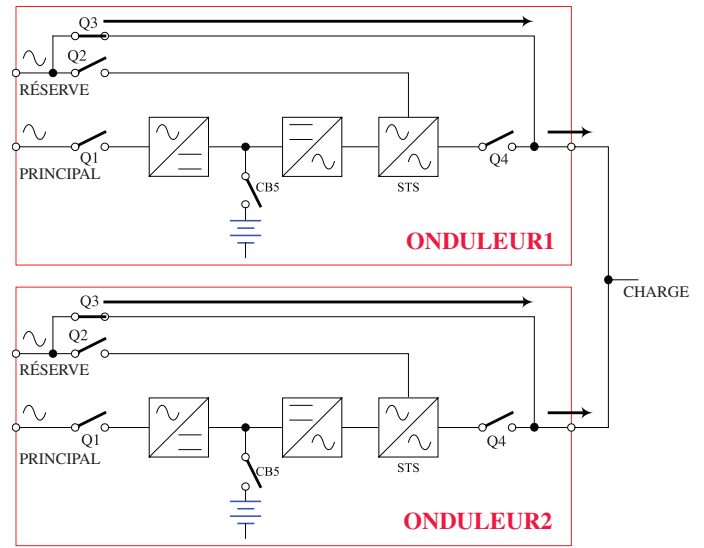 Q3
Q2
RÉSERVE
Q1
PRINCIPAL
CB5
STS
Q4
ONDULEUR1
CHARGE
Q3
Q2
RÉSERVE
Q1
PRINCIPAL
CB5
STS
Q4
ONDULEUR2